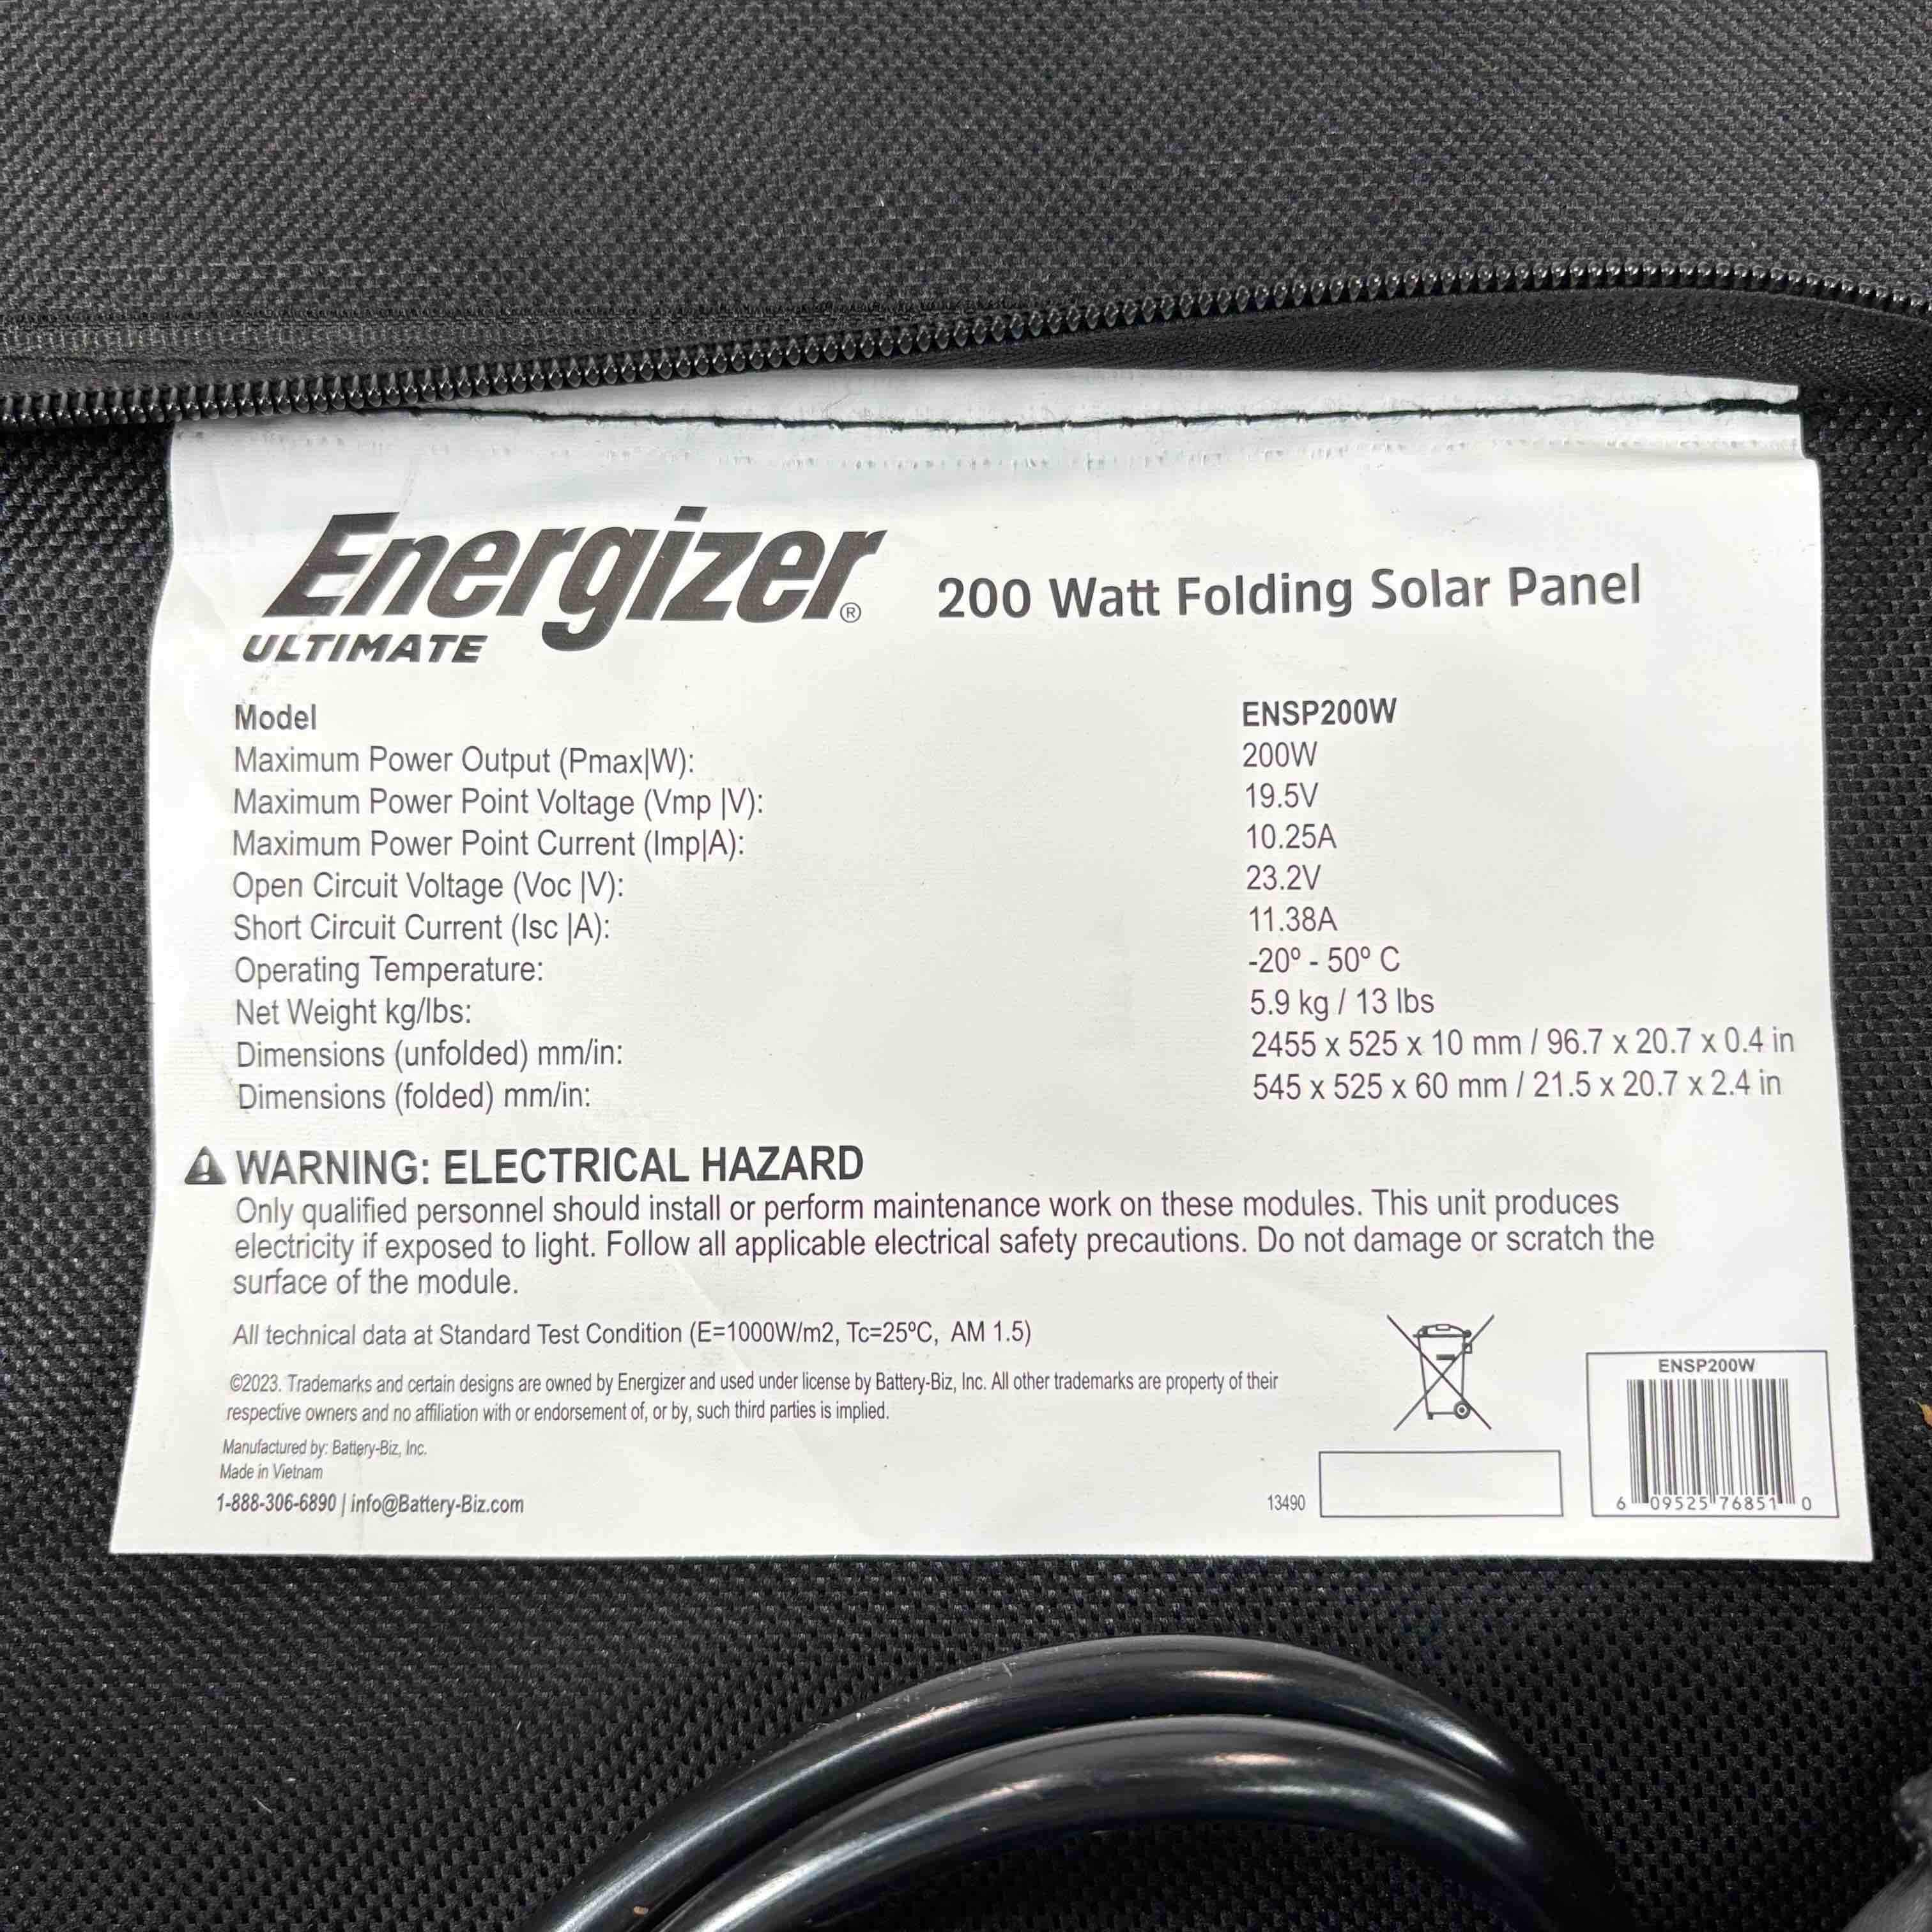 Energizer®
ULTIMATE
200 Watt Folding Solar Panel
Model ENSP200W
Maximum Power Output (Pmax|W): 200W
Maximum Power Point Voltage (Vmp |V): 19.5V
Maximum Power Point Current (Imp|A): 10.25A
Open Circuit Voltage (Voc |V): 23.2V
Short Circuit Current (Isc |A): 11.38A
Operating Temperature: -20º - 50º C
Net Weight kg/lbs: 5.9 kg / 13 lbs
Dimensions (unfolded) mm/in: 2455 x 525 x 10 mm / 96.7 x 20.7 x 0.4 in
Dimensions (folded) mm/in: 545 x 525 x 60 mm / 21.5 x 20.7 x 2.4 in
WARNING: ELECTRICAL HAZARD
Only qualified personnel should install or perform maintenance work on these modules. This unit produces
electricity if exposed to light. Follow all applicable electrical safety precautions. Do not damage or scratch the
surface of the module.
All technical data at Standard Test Condition (E=1000W/m2, Tc=25ºC, AM 1.5)
©2023. Trademarks and certain designs are owned by Energizer and used under license by Battery-Biz, Inc. All other trademarks are property of their
respective owners and no affiliation with or endorsement of, or by, such third parties is implied.
Manufactured by: Battery-Biz, Inc.
Made in Vietnam
1-888-306-6890 | info@Battery-Biz.com
13490
ENSP200W
6 09525 76851 0